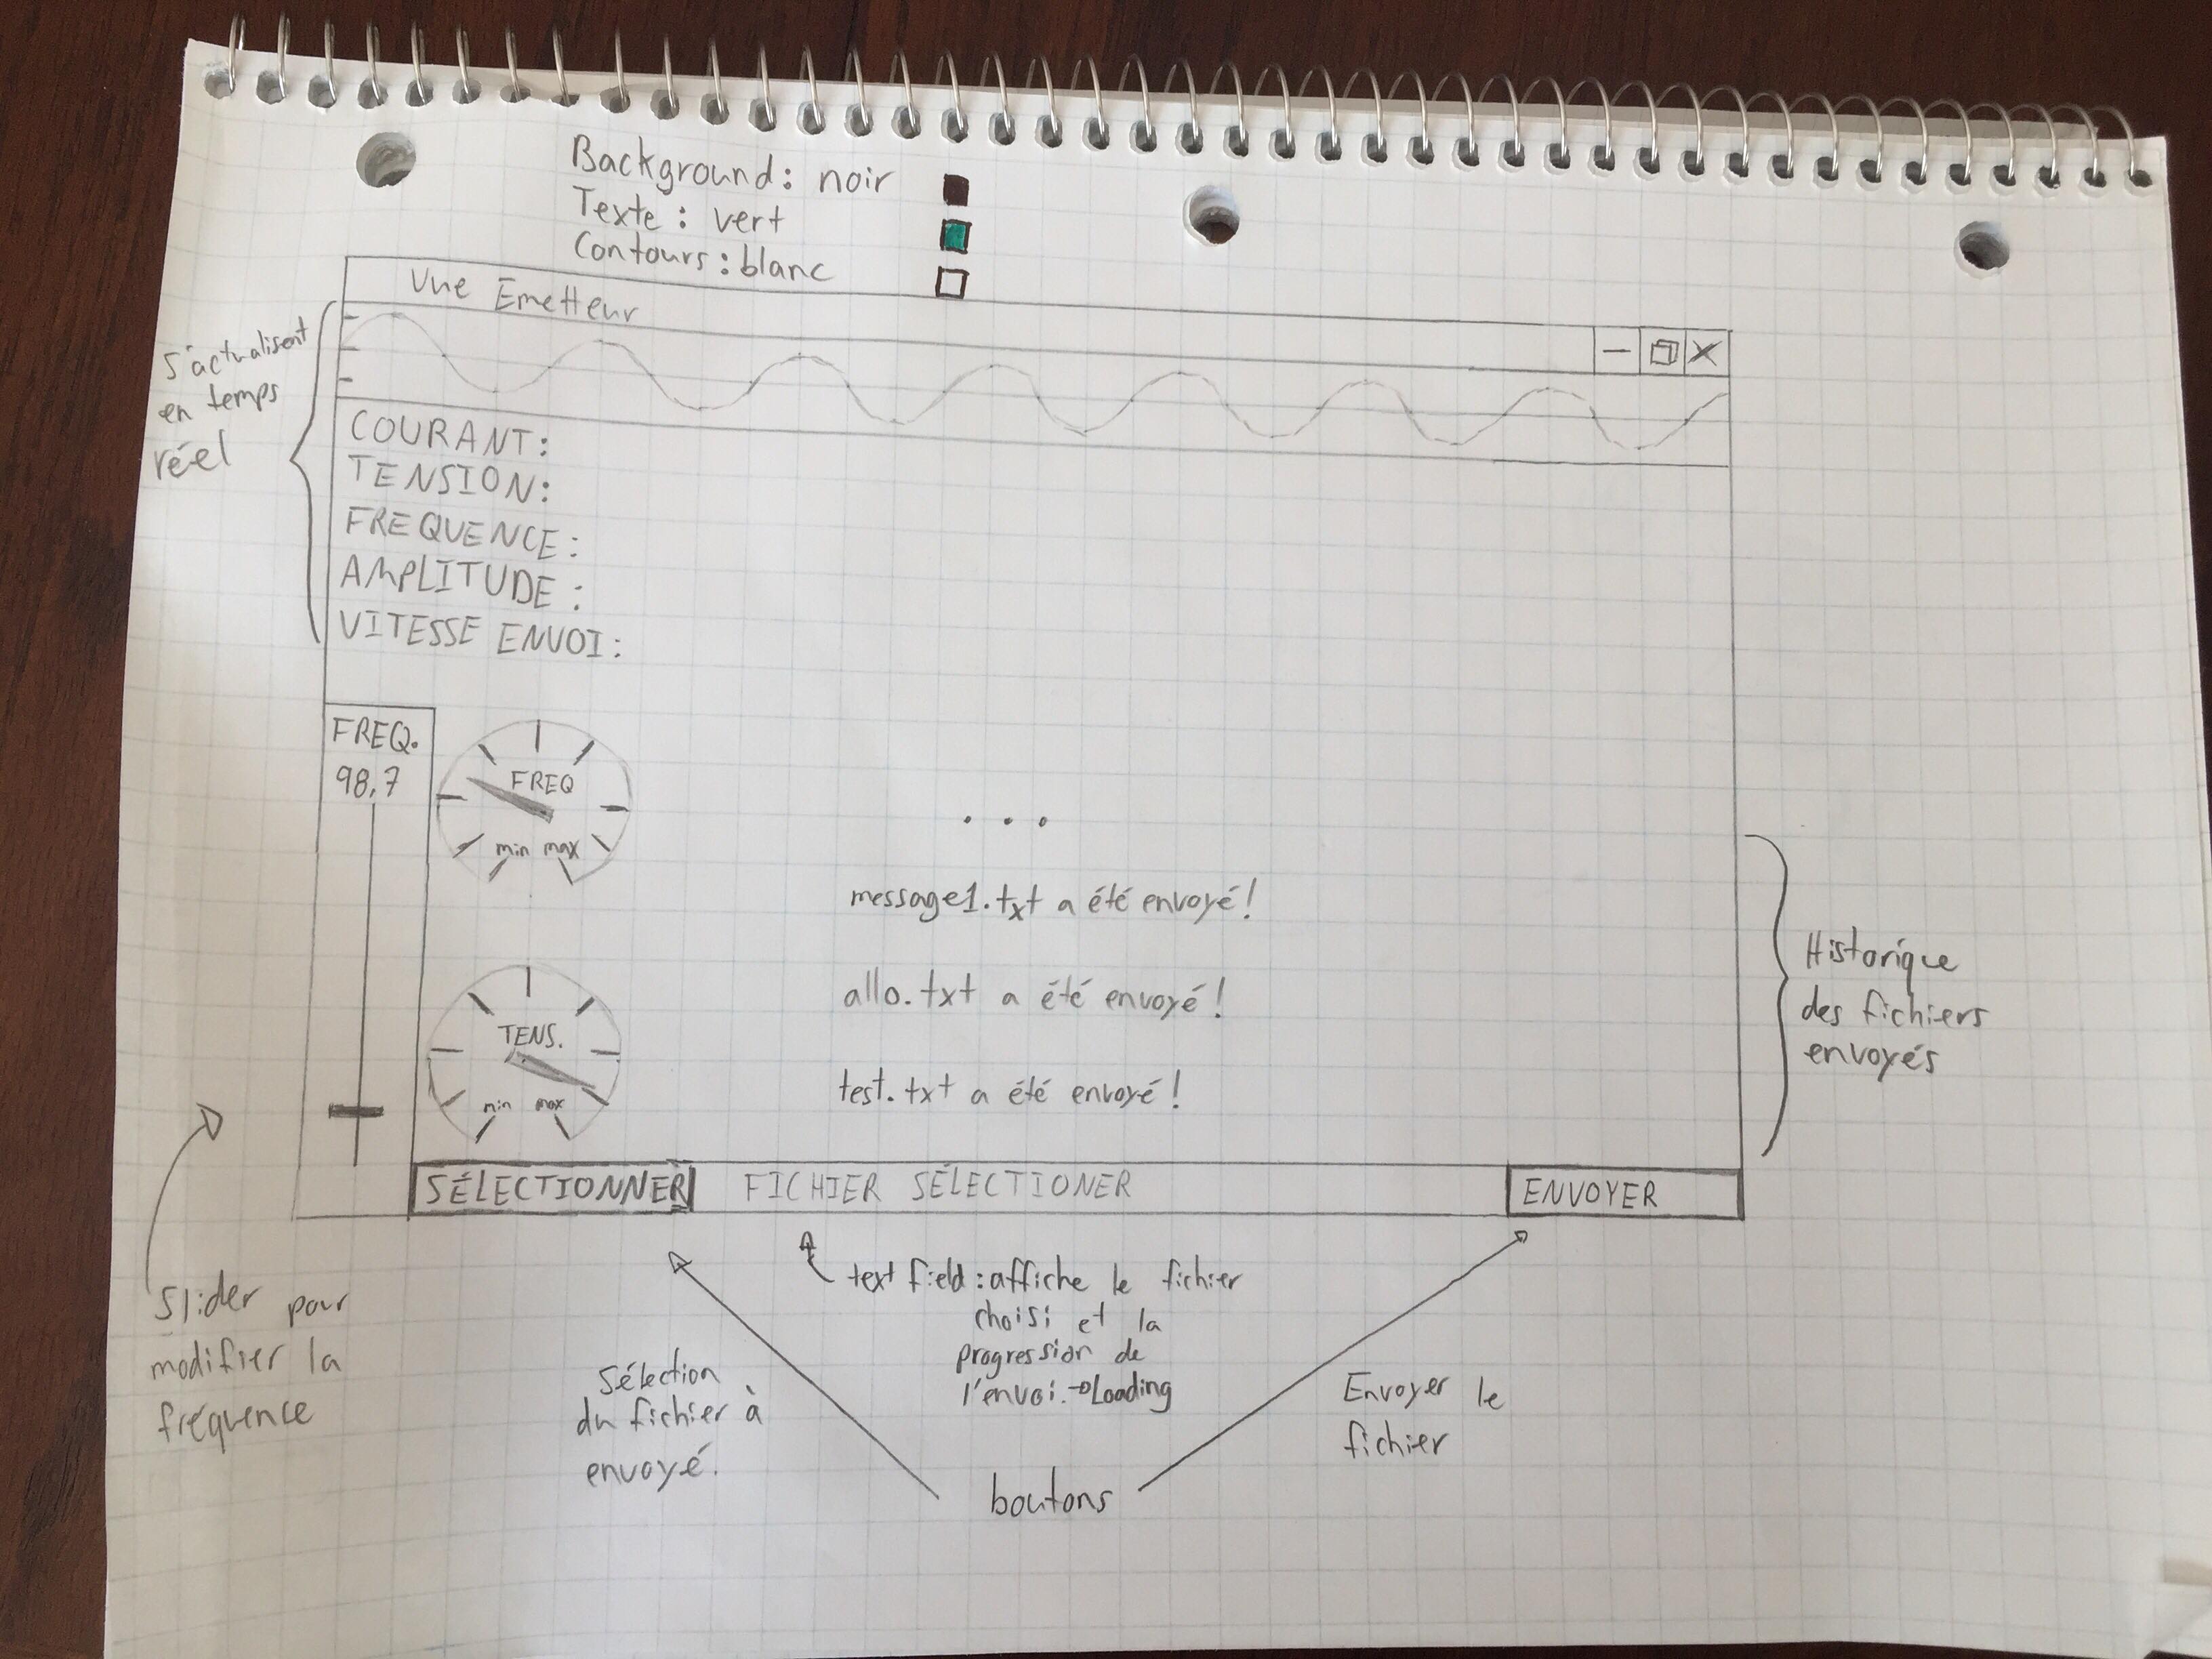 Background: noir
Texte: vert
Contours: blanc
Vue Emetteur
S'actualisent
en temps
réel
COURANT:
TENSION:
FREQUENCE:
AMPLITUDE:
VITESSE ENVOI:
FREQ.
98,7
FREQ
min max
...
message1.txt a été envoyé!
allo.txt a été envoyé!
test.txt a été envoyé!
TENS.
min max
Historique
des fichiers
envoyés
SÉLECTIONNER
FICHIER SÉLECTIONER
ENVOYER
Slider pour
modifier la
fréquence
text field: affiche le fichier
choisi et la
progression de
l'envoi.→Loading
Sélection
du fichier à
envoyé.
Envoyer le
fichier
boutons